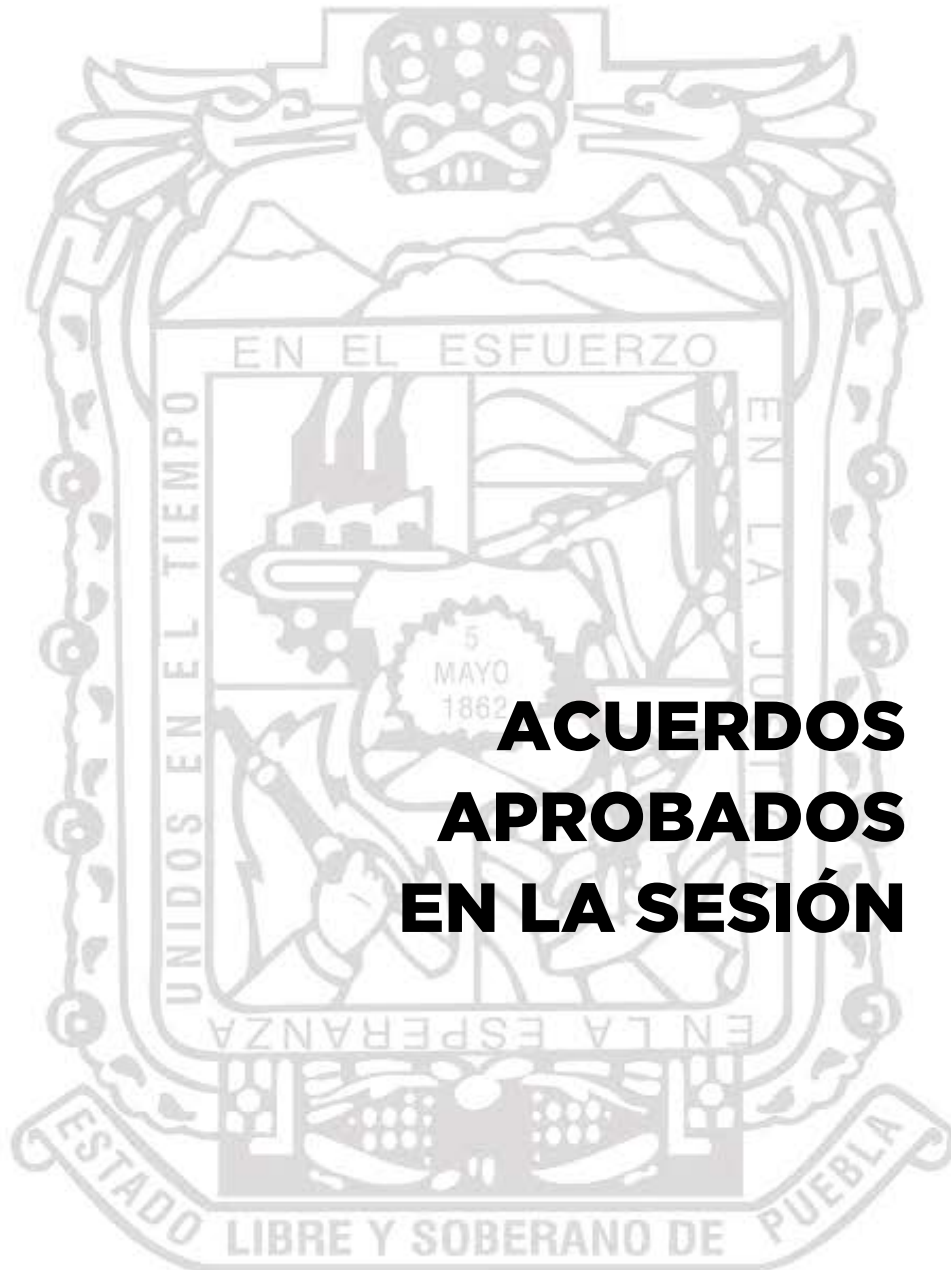 EN EL ESFUERZO
EN LA JU
UNIDOS EN EL TIEMPO
5
MAYO
1862
ACUERDOS
APROBADOS
EN LA SESIÓN
EN LA ESPERANZA
ESTADO LIBRE Y SOBERANO DE PUEBLA